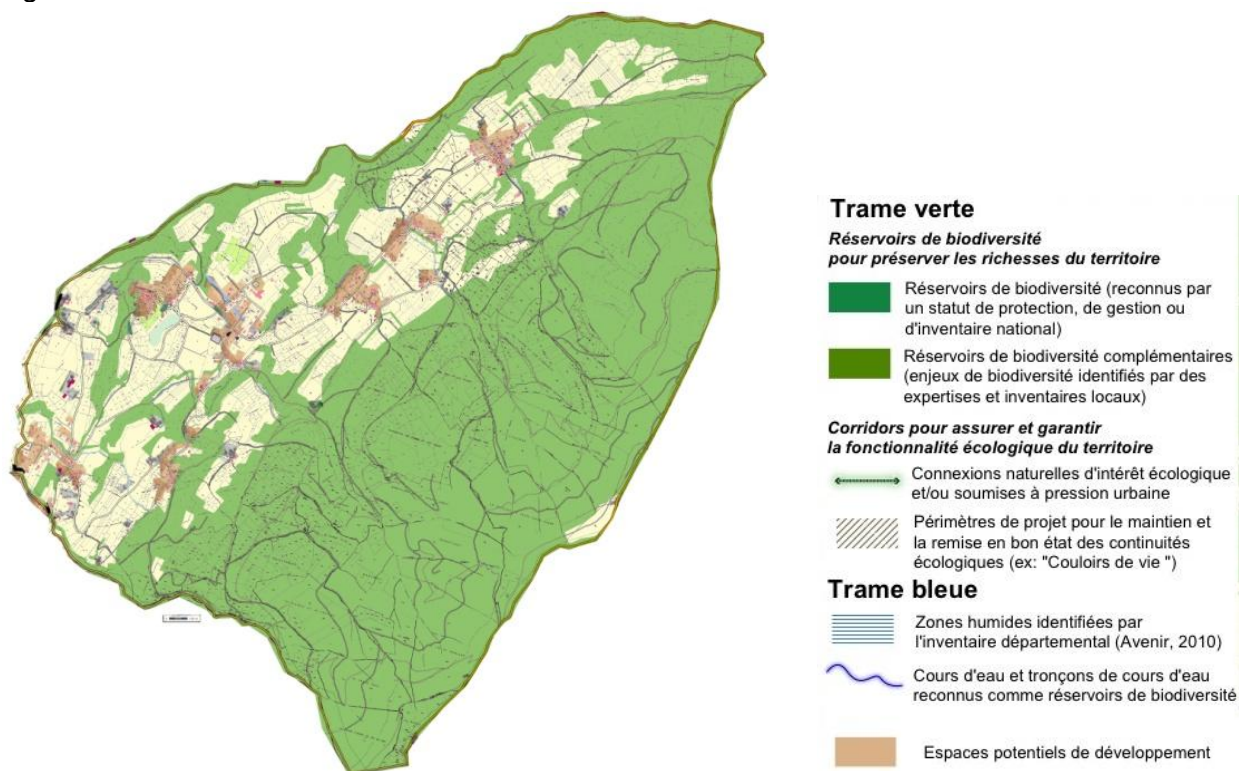 Trame verte
Réservoirs de biodiversité
pour préserver les richesses du territoire
Réservoirs de biodiversité (reconnus par
un statut de protection, de gestion ou
d'inventaire national)
Réservoirs de biodiversité complémentaires
(enjeux de biodiversité identifiés par des
expertises et inventaires locaux)
Corridors pour assurer et garantir
la fonctionnalité écologique du territoire
Connexions naturelles d'intérêt écologique
et/ou soumises à pression urbaine
Périmètres de projet pour le maintien et
la remise en bon état des continuités
écologiques (ex: "Couloirs de vie ")
Trame bleue
Zones humides identifiées par
l'inventaire départemental (Avenir, 2010)
Cours d'eau et tronçons de cours d'eau
reconnus comme réservoirs de biodiversité
Espaces potentiels de développement